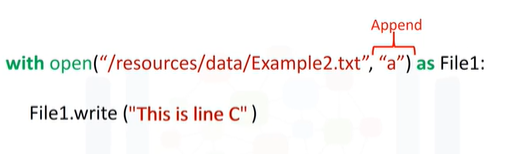 Append
with open(“/resources/data/Example2.txt”, “a”) as File1:
File1.write ("This is line C" )